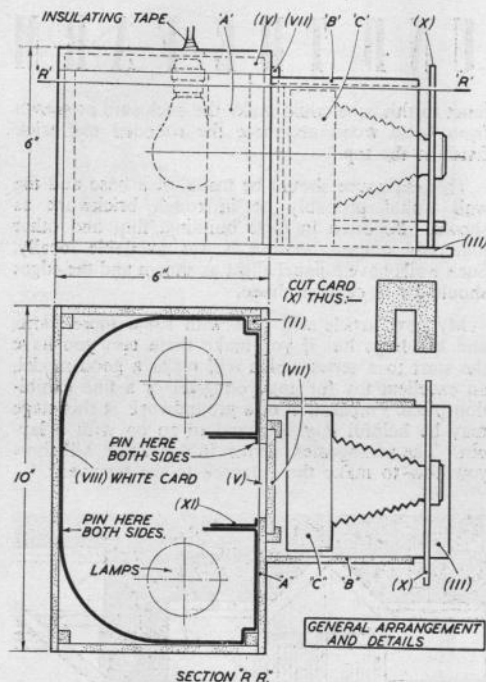 INSULATING TAPE.
'A' (IV) (VII) 'B' 'C' (X)
'R' 'R'
6"
(III)
6"
CUT CARD
(X) THUS:—
(II)
(VII)
PIN HERE
BOTH SIDES
(V)
(VIII) WHITE CARD
10"
(XI)
PIN HERE
BOTH SIDES.
LAMPS
"A" "C" "B" (X) (III)
GENERAL ARRANGEMENT
AND DETAILS
SECTION "R R."